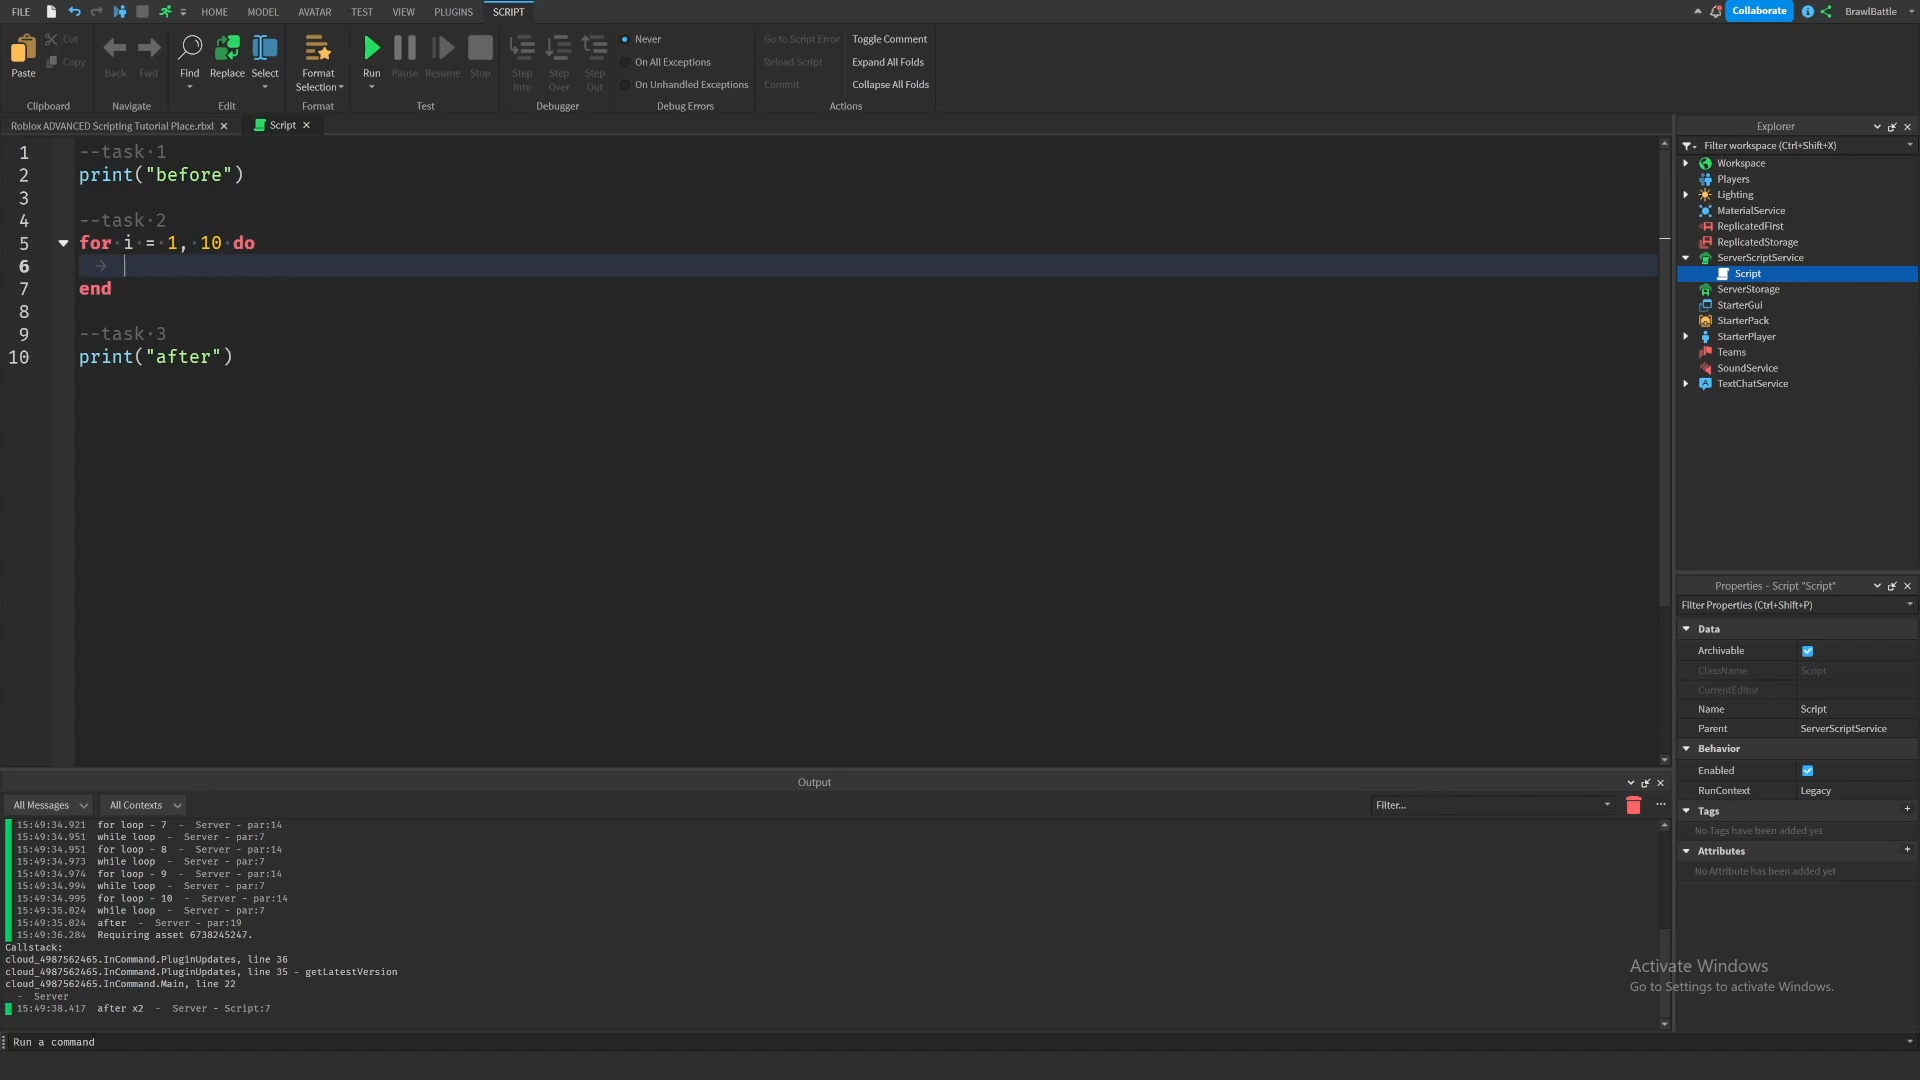 FILE HOME MODEL AVATAR TEST VIEW PLUGINS SCRIPT Collaborate BrawlBattle
Paste Cut Copy Back Fwd Find Replace Select Format Selection Run Pause Resume Stop Step Into Step Over Step Out
Never
On All Exceptions
On Unhandled Exceptions
Go to Script Error
Reload Script
Commit
Toggle Comment
Expand All Folds
Collapse All Folds
Clipboard Navigate Edit Format Test Debugger Debug Errors Actions
Roblox ADVANCED Scripting Tutorial Place.rbxl Script
1 --task 1
2 print("before")
3
4 --task 2
5 for i = 1, 10 do
6
7 end
8
9 --task 3
10 print("after")
Explorer
Filter workspace (Ctrl+Shift+X)
Workspace
Players
Lighting
MaterialService
ReplicatedFirst
ReplicatedStorage
ServerScriptService
Script
ServerStorage
StarterGui
StarterPack
StarterPlayer
Teams
SoundService
TextChatService
Properties - Script "Script"
Filter Properties (Ctrl+Shift+P)
Data
Archivable
ClassName Script
CurrentEditor
Name Script
Parent ServerScriptService
Behavior
Enabled
RunContext Legacy
Tags
No Tags have been added yet
Attributes
No Attribute has been added yet
Output
All Messages All Contexts Filter...
15:49:34.921 for loop - 7 - Server - par:14
15:49:34.951 while loop - Server - par:7
15:49:34.951 for loop - 8 - Server - par:14
15:49:34.973 while loop - Server - par:7
15:49:34.974 for loop - 9 - Server - par:14
15:49:34.994 while loop - Server - par:7
15:49:34.995 for loop - 10 - Server - par:14
15:49:35.024 while loop - Server - par:7
15:49:35.024 after - Server - par:19
15:49:36.284 Requiring asset 6738245247.
Callstack:
cloud_4987562465.InCommand.PluginUpdates, line 36
cloud_4987562465.InCommand.PluginUpdates, line 35 - getLatestVersion
cloud_4987562465.InCommand.Main, line 22
- Server
15:49:38.417 after x2 - Server - Script:7
Run a command
Activate Windows
Go to Settings to activate Windows.